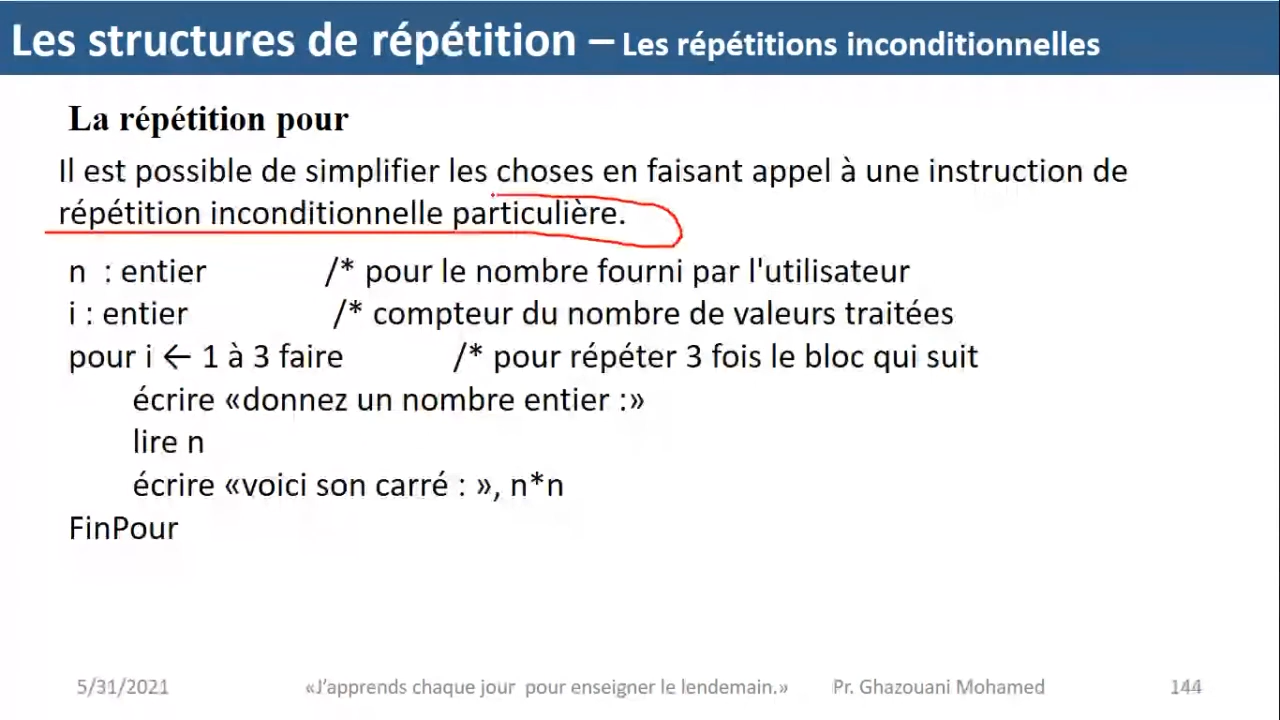 Les structures de répétition – Les répétitions inconditionnelles
La répétition pour
Il est possible de simplifier les choses en faisant appel à une instruction de
répétition inconditionnelle particulière.
n : entier /* pour le nombre fourni par l'utilisateur
i : entier /* compteur du nombre de valeurs traitées
pour i ← 1 à 3 faire /* pour répéter 3 fois le bloc qui suit
écrire «donnez un nombre entier :»
lire n
écrire «voici son carré : », n*n
FinPour
5/31/2021 «J’apprends chaque jour pour enseigner le lendemain.» Pr. Ghazouani Mohamed 144